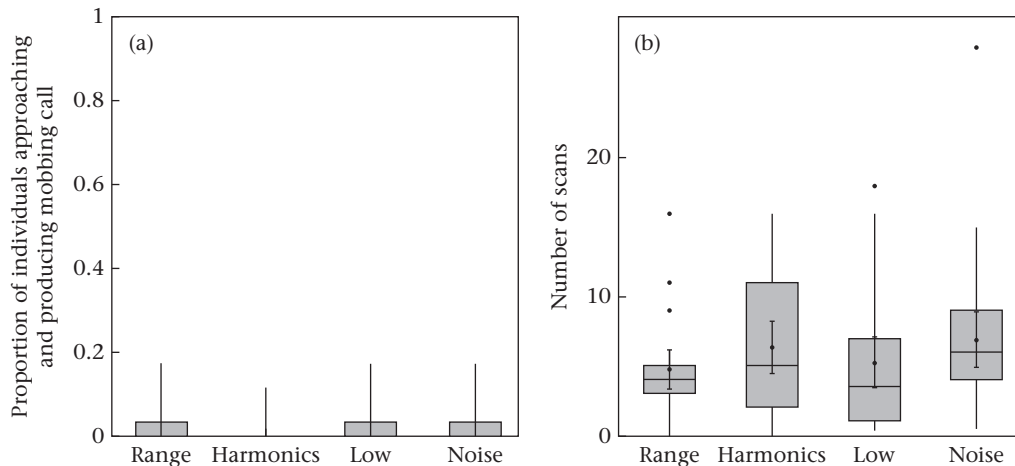 Proportion of individuals approaching
and producing mobbing call
1
0.8
0.6
0.4
0.2
0
(a)
Range Harmonics Low Noise
Number of scans
20
10
0
(b)
Range Harmonics Low Noise